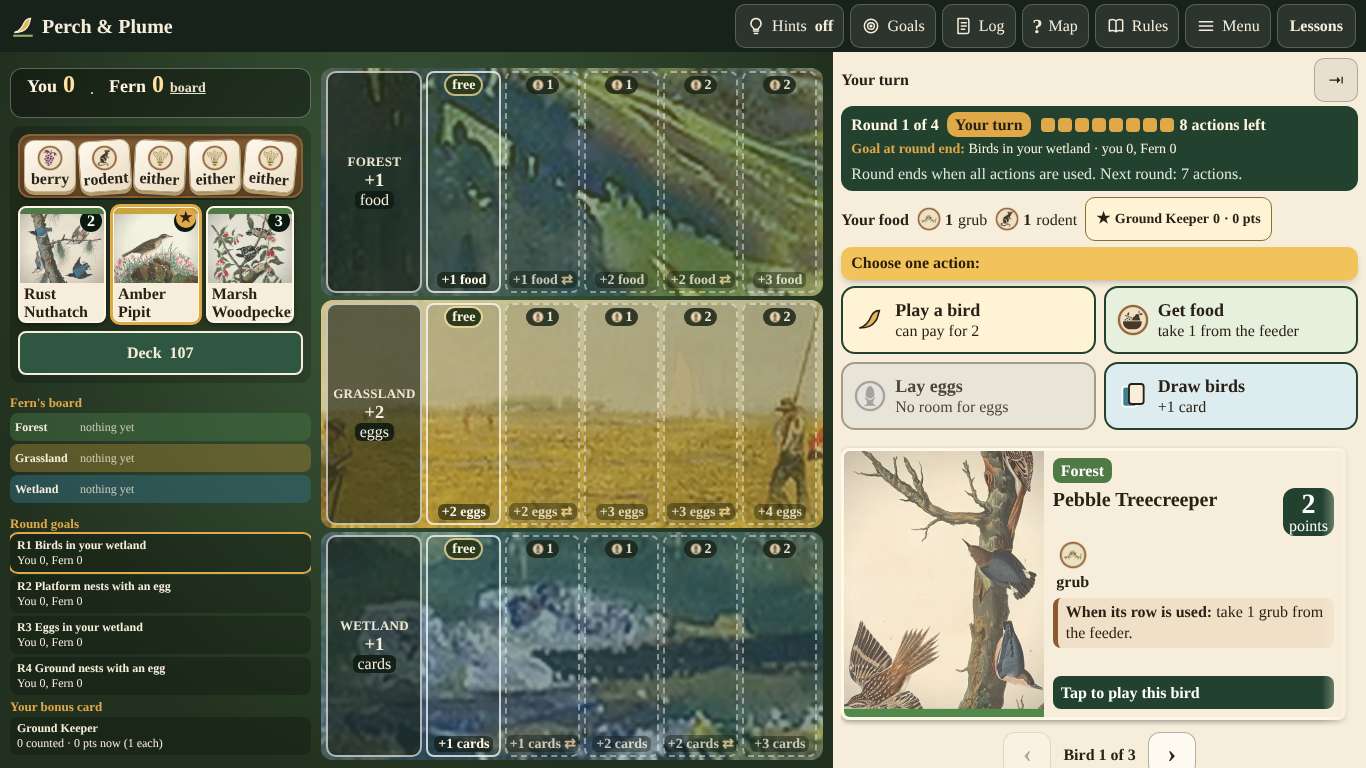 Perch & Plume
Hints off
Goals
Log
? Map
Rules
Menu
Lessons
You 0 . Fern 0 board
berry
rodent
either
either
either
2
Rust
Nuthatch
★
Amber
Pipit
3
Marsh
Woodpecke
Deck 107
Fern's board
Forest nothing yet
Grassland nothing yet
Wetland nothing yet
Round goals
R1 Birds in your wetland
You 0, Fern 0
R2 Platform nests with an egg
You 0, Fern 0
R3 Eggs in your wetland
You 0, Fern 0
R4 Ground nests with an egg
You 0, Fern 0
Your bonus card
Ground Keeper
0 counted · 0 pts now (1 each)
FOREST
+1
food
free
1
1
2
2
+1 food
+1 food ⇄
+2 food
+2 food ⇄
+3 food
GRASSLAND
+2
eggs
free
1
1
2
2
+2 eggs
+2 eggs ⇄
+3 eggs
+3 eggs ⇄
+4 eggs
WETLAND
+1
cards
free
1
1
2
2
+1 cards
+1 cards ⇄
+2 cards
+2 cards ⇄
+3 cards
Your turn
⇥
Round 1 of 4 Your turn 8 actions left
Goal at round end: Birds in your wetland · you 0, Fern 0
Round ends when all actions are used. Next round: 7 actions.
Your food 1 grub 1 rodent ★ Ground Keeper 0 · 0 pts
Choose one action:
Play a bird
can pay for 2
Get food
take 1 from the feeder
Lay eggs
No room for eggs
Draw birds
+1 card
Forest
Pebble Treecreeper
2
points
grub
When its row is used: take 1 grub from
the feeder.
Tap to play this bird
‹ Bird 1 of 3 ›